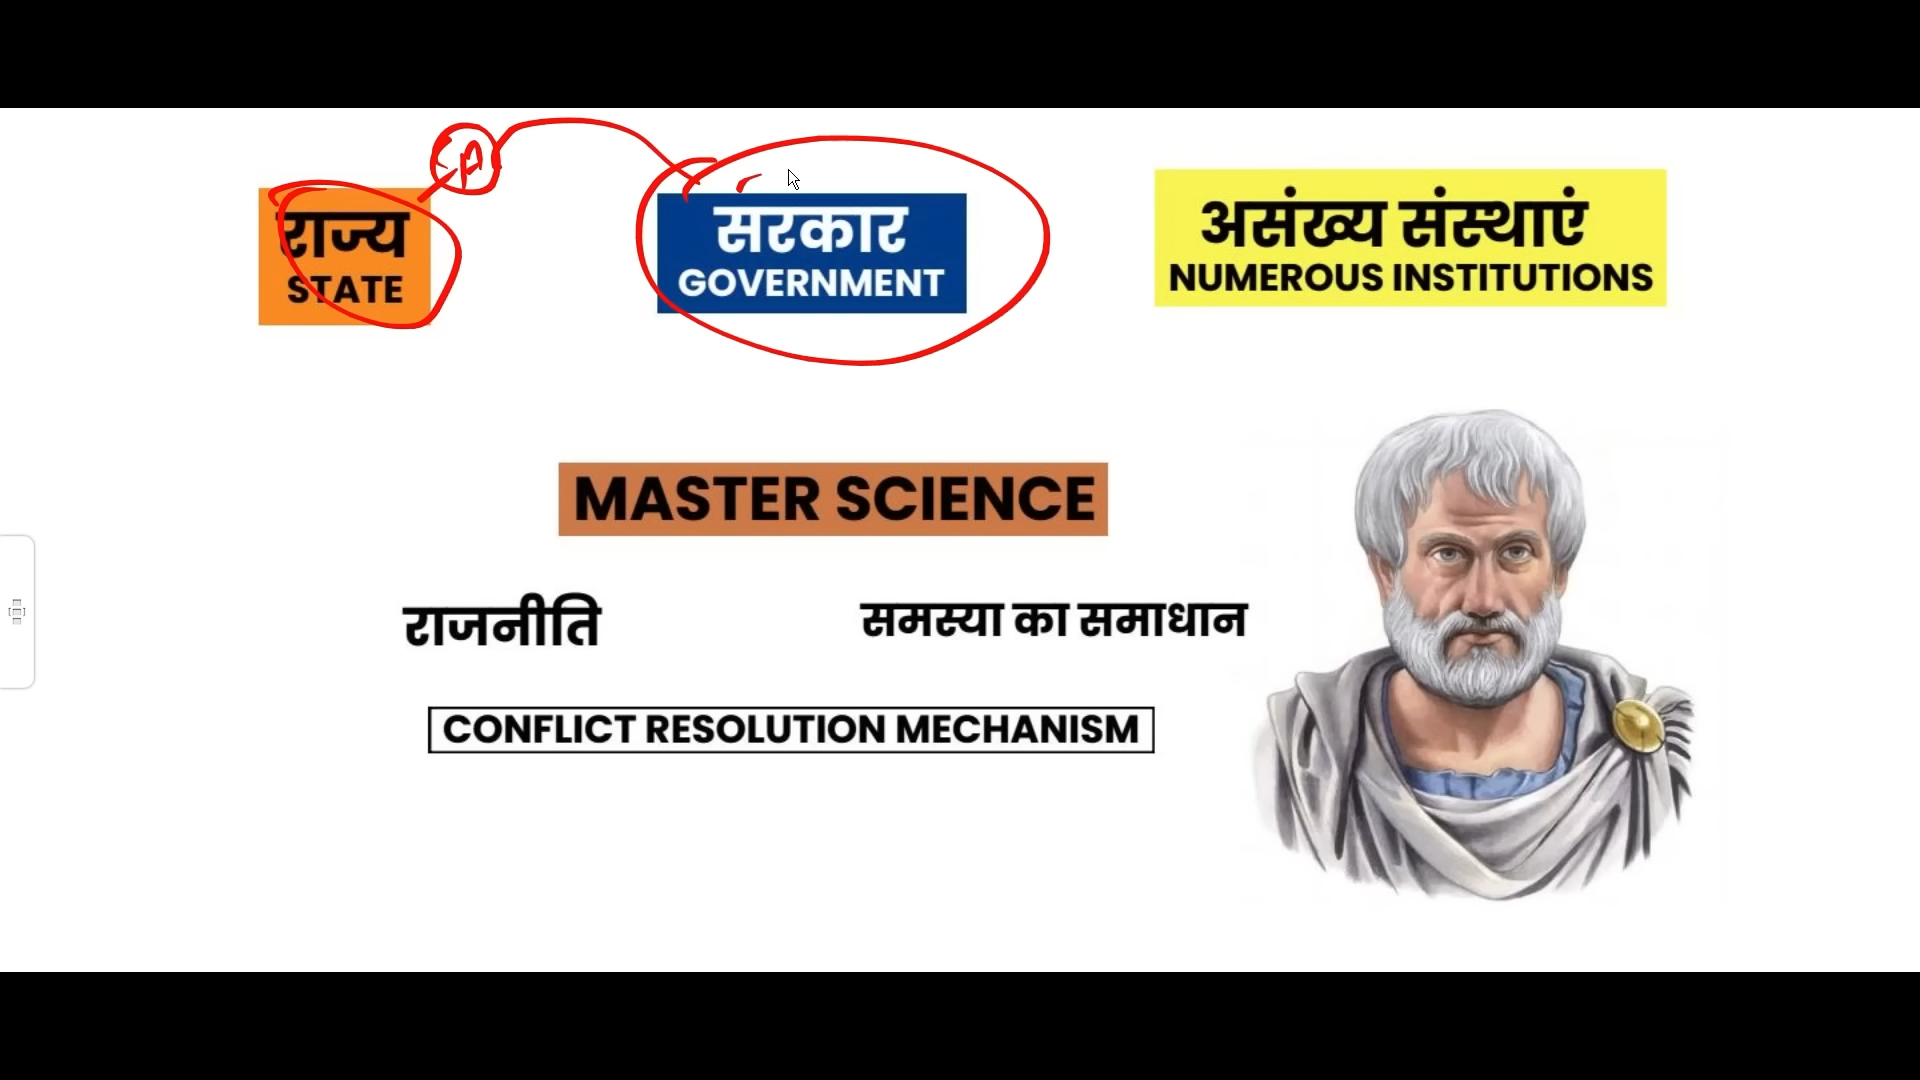 राज्य
STATE
सरकार
GOVERNMENT
असंख्य संस्थाएं
NUMEROUS INSTITUTIONS
MASTER SCIENCE
राजनीति
समस्या का समाधान
CONFLICT RESOLUTION MECHANISM